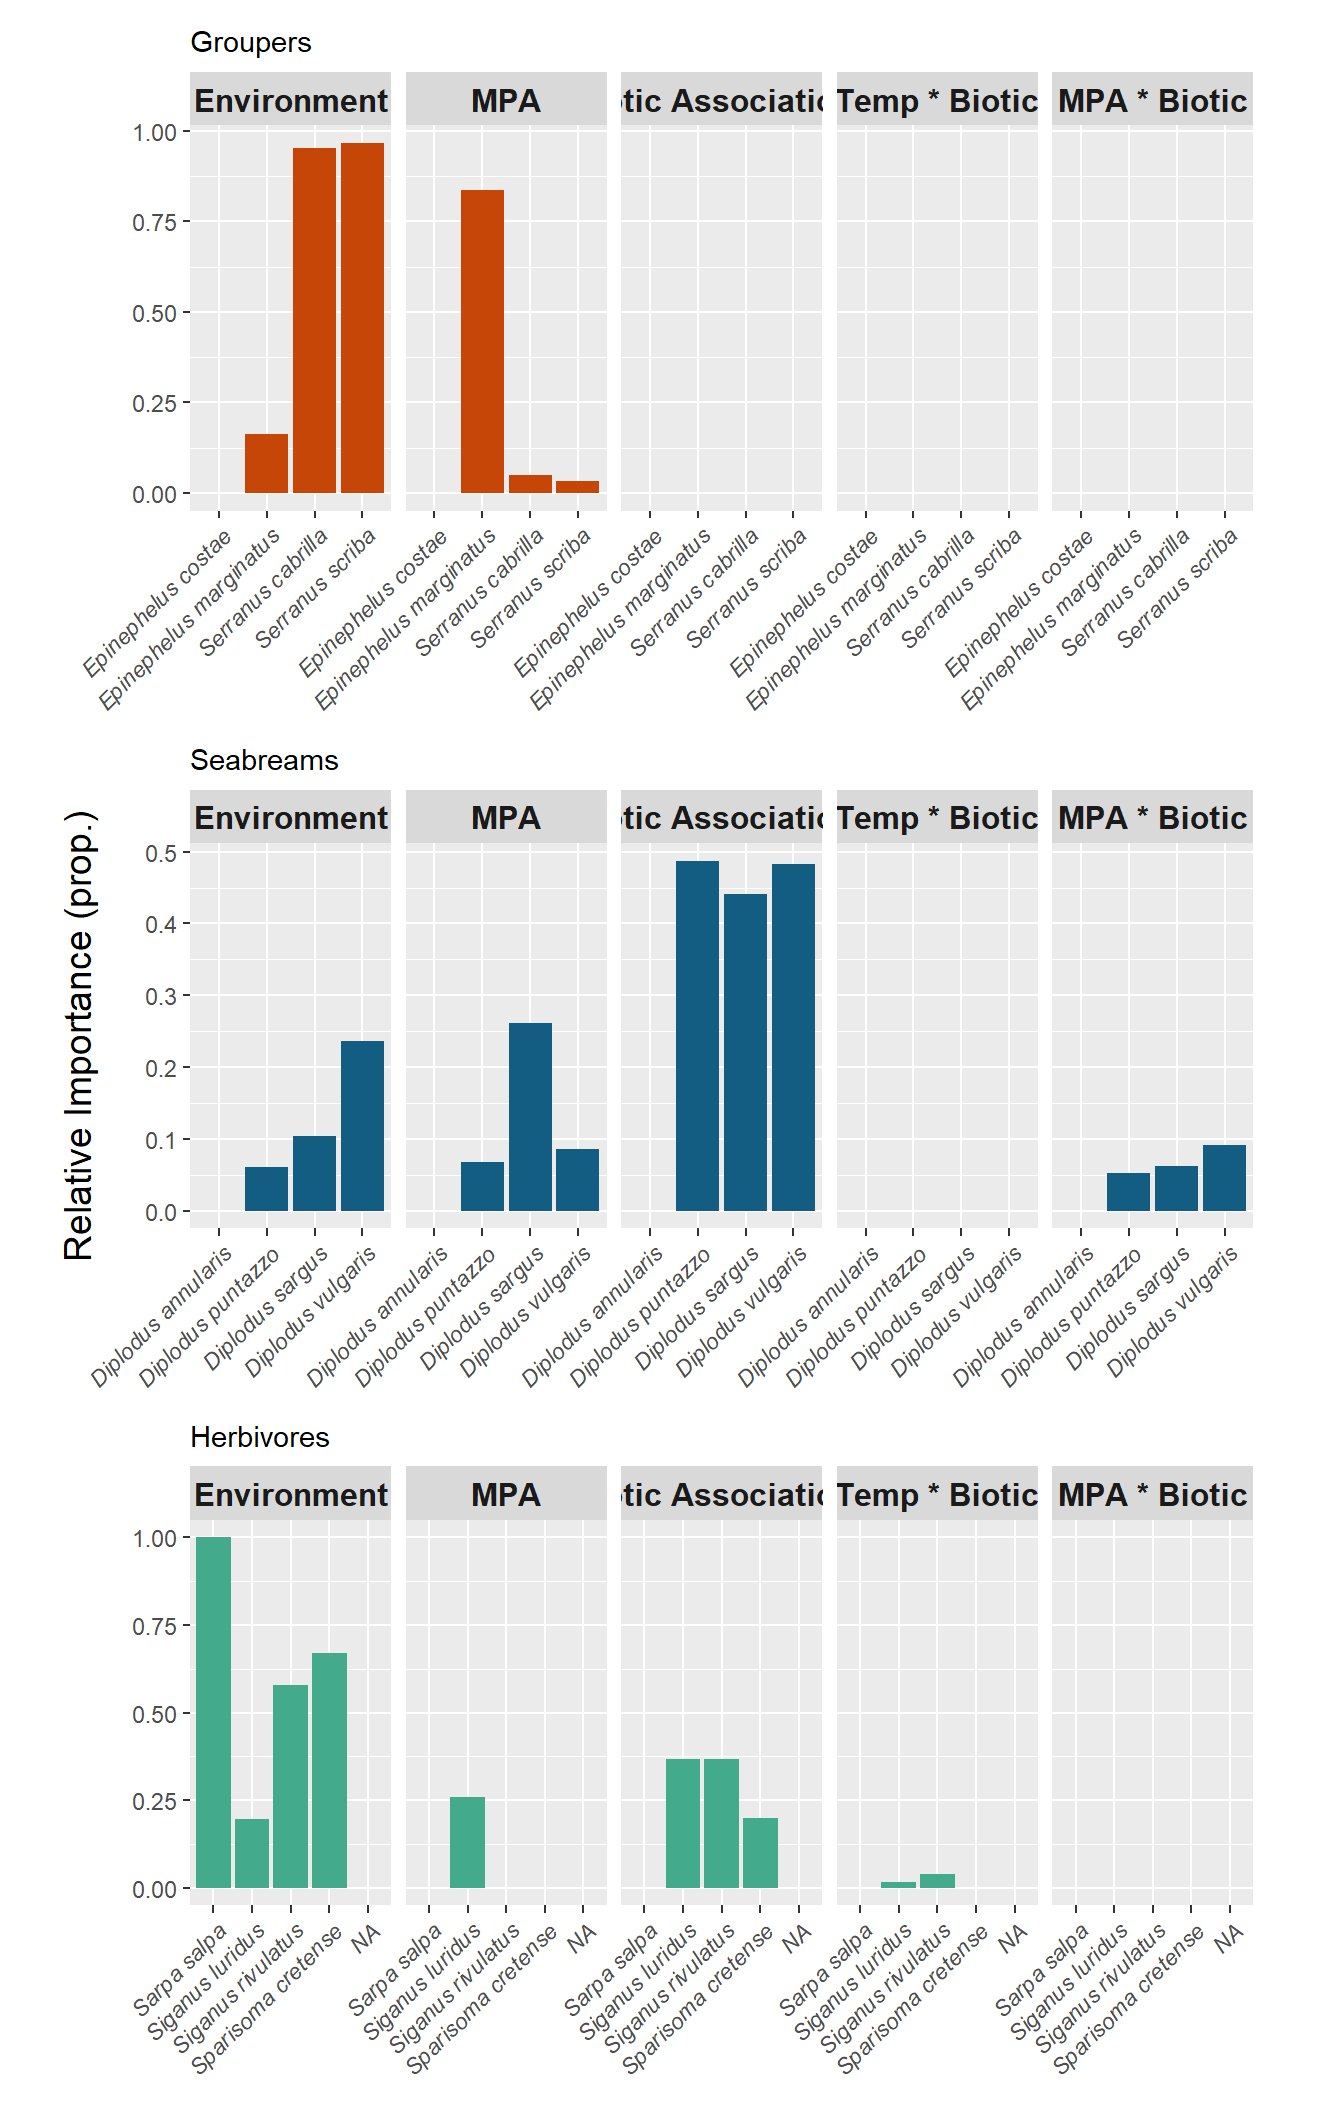 Groupers
Environment MPA otic Associatio Temp * Biotic MPA * Biotic
1.00
0.75
0.50
0.25
0.00
Epinephelus costae Epinephelus marginatus Serranus cabrilla Serranus scriba Epinephelus costae Epinephelus marginatus Serranus cabrilla Serranus scriba Epinephelus costae Epinephelus marginatus Serranus cabrilla Serranus scriba Epinephelus costae Epinephelus marginatus Serranus cabrilla Serranus scriba Epinephelus costae Epinephelus marginatus Serranus cabrilla Serranus scriba
Relative Importance (prop.)
Seabreams
Environment MPA otic Associatio Temp * Biotic MPA * Biotic
0.5
0.4
0.3
0.2
0.1
0.0
Diplodus annularis Diplodus puntazzo Diplodus sargus Diplodus vulgaris Diplodus annularis Diplodus puntazzo Diplodus sargus Diplodus vulgaris Diplodus annularis Diplodus puntazzo Diplodus sargus Diplodus vulgaris Diplodus annularis Diplodus puntazzo Diplodus sargus Diplodus vulgaris Diplodus annularis Diplodus puntazzo Diplodus sargus Diplodus vulgaris
Herbivores
Environment MPA otic Associatio Temp * Biotic MPA * Biotic
1.00
0.75
0.50
0.25
0.00
Sarpa salpa Siganus luridus Siganus rivulatus Sparisoma cretense NA Sarpa salpa Siganus luridus Siganus rivulatus Sparisoma cretense NA Sarpa salpa Siganus luridus Siganus rivulatus Sparisoma cretense NA Sarpa salpa Siganus luridus Siganus rivulatus Sparisoma cretense NA Sarpa salpa Siganus luridus Siganus rivulatus Sparisoma cretense NA